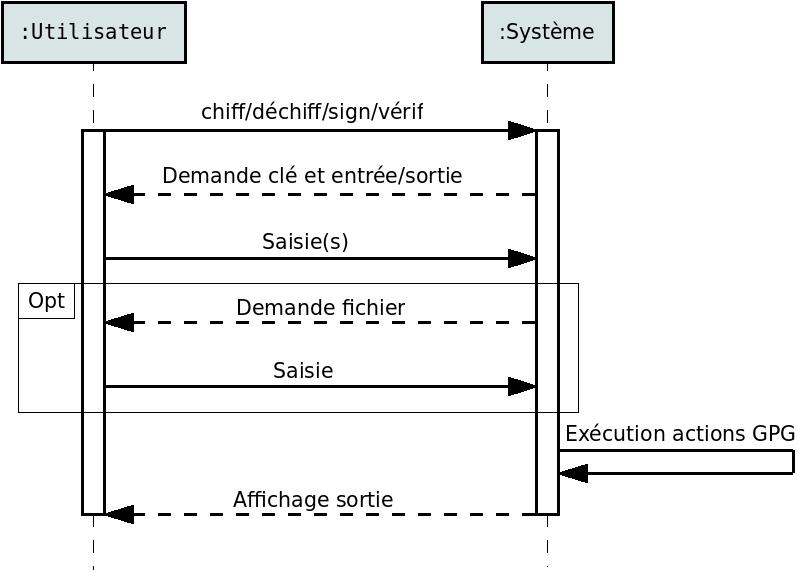 :Utilisateur
:Système
chiff/déchiff/sign/vérif
Demande clé et entrée/sortie
Saisie(s)
Opt
Demande fichier
Saisie
Exécution actions GPG
Affichage sortie